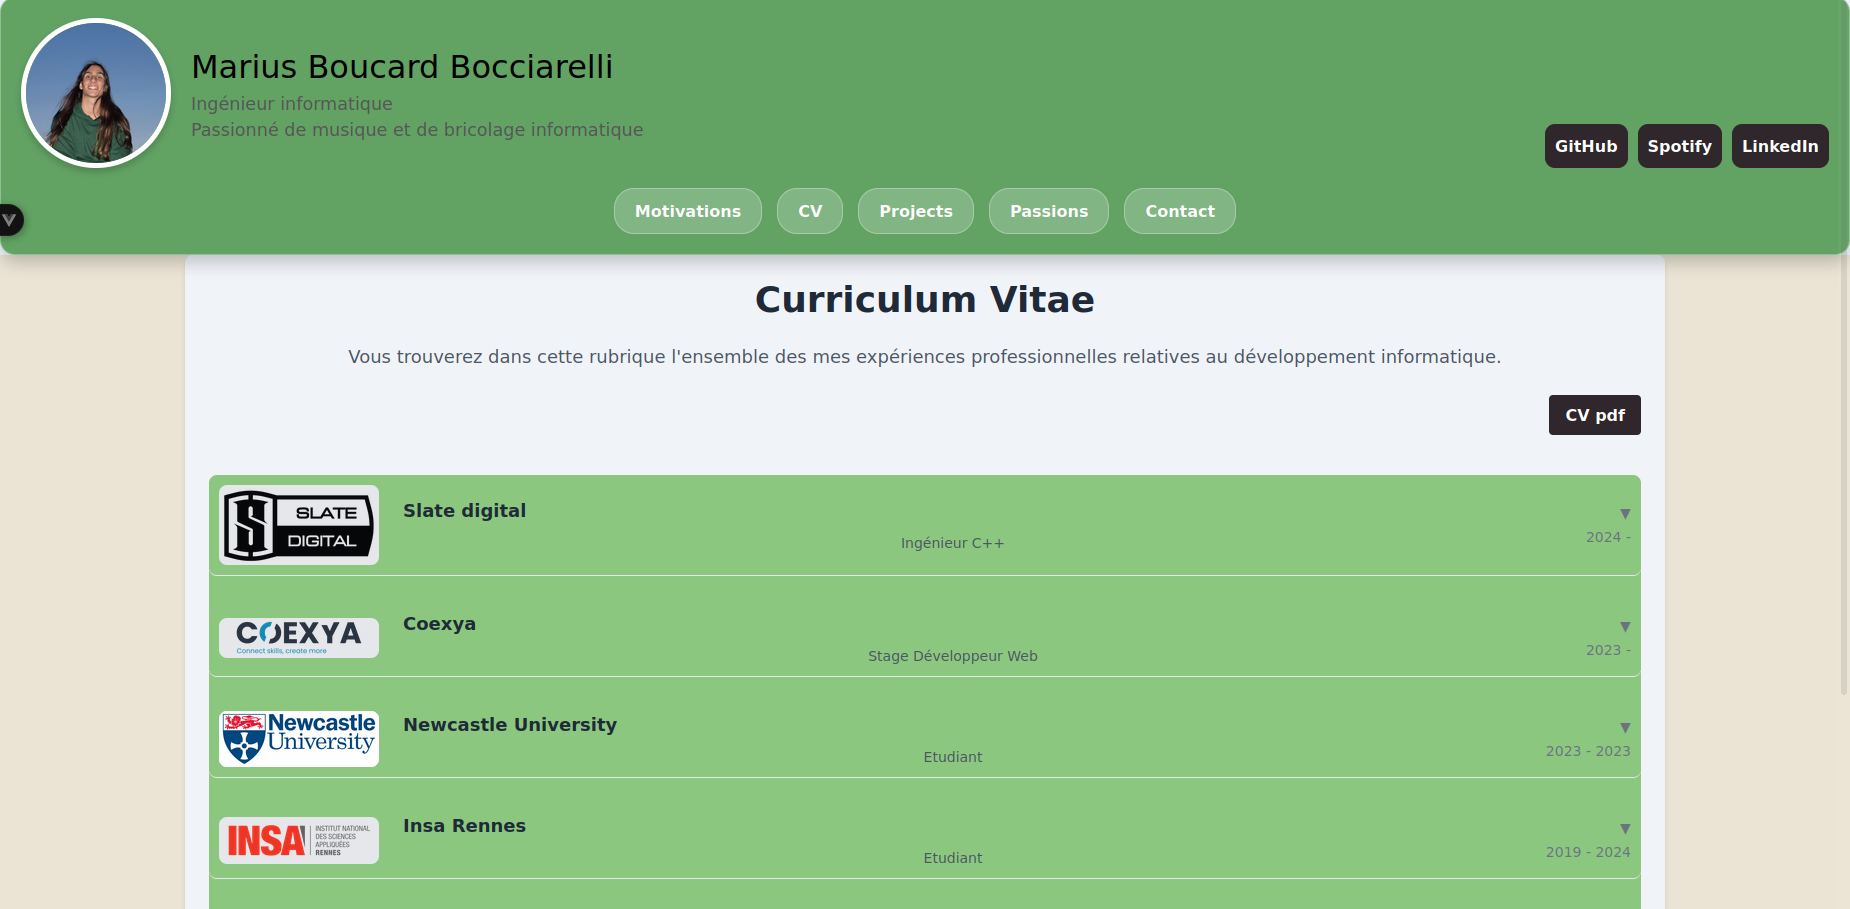 Marius Boucard Bocciarelli
Ingénieur informatique
Passionné de musique et de bricolage informatique
GitHub
Spotify
LinkedIn
Motivations
CV
Projects
Passions
Contact
Curriculum Vitae
Vous trouverez dans cette rubrique l'ensemble des mes expériences professionnelles relatives au développement informatique.
CV pdf
SLATE
DIGITAL
Slate digital
Ingénieur C++
2024 -
COEXYA
Connect skills, create more
Coexya
Stage Développeur Web
2023 -
Newcastle
University
Newcastle University
Etudiant
2023 - 2023
INSA
INSTITUT NATIONAL
DES SCIENCES
APPLIQUÉES
RENNES
Insa Rennes
Etudiant
2019 - 2024